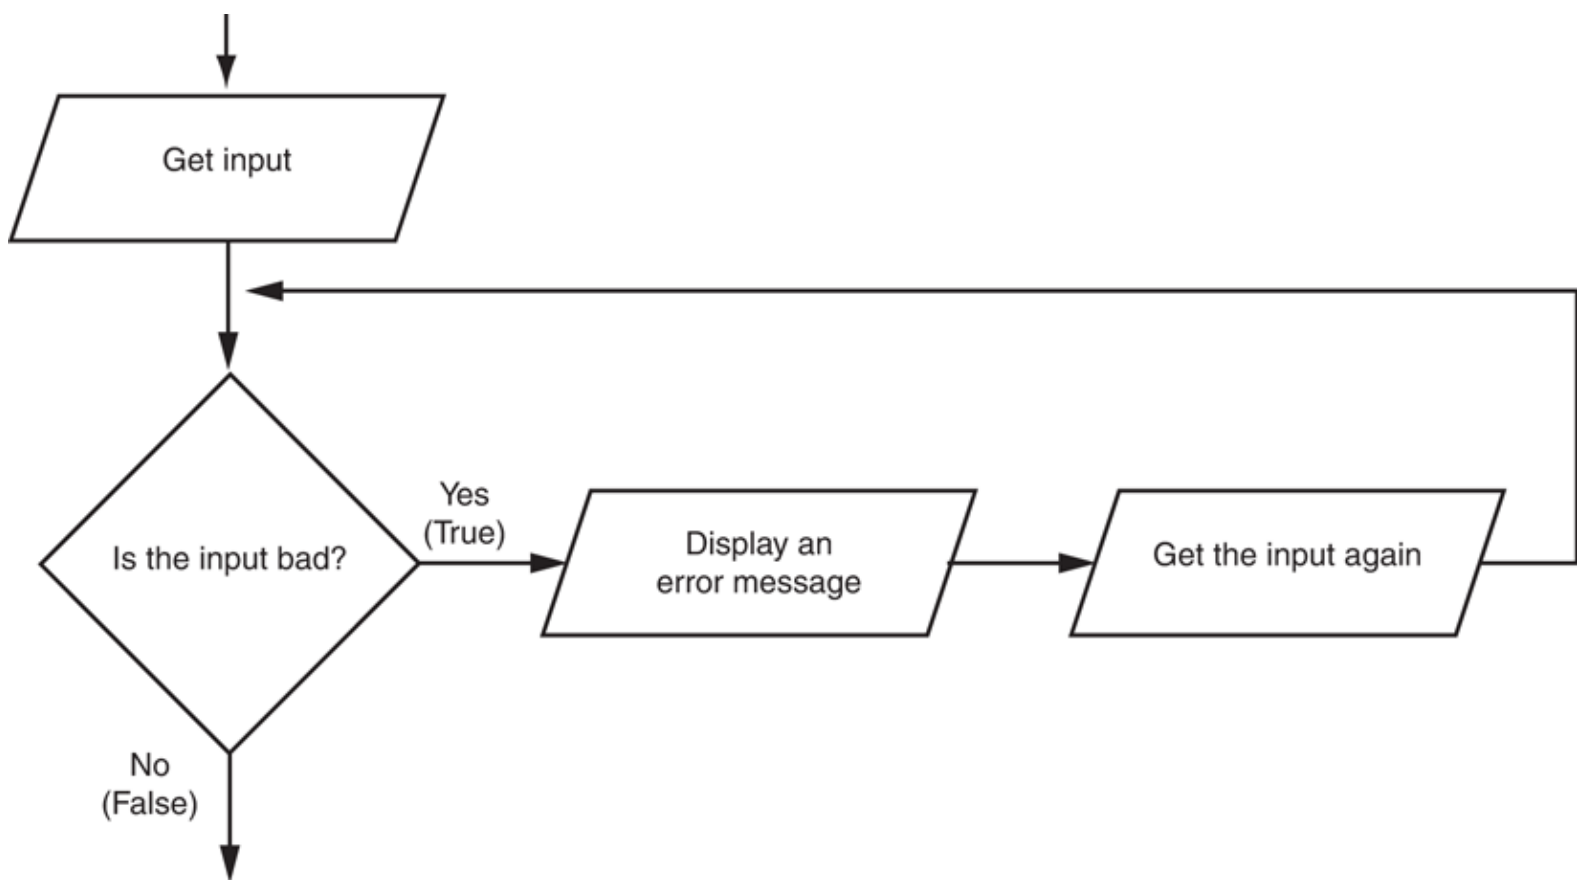 Get input
Is the input bad?
Yes
(True)
Display an
error message
Get the input again
No
(False)